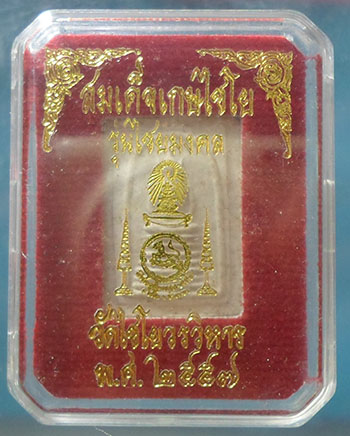 สมเด็จเกษไชโย
รุ่นไชยมงคล
วัดไชโยวรวิหาร
พ.ศ. ๒๕๕๗